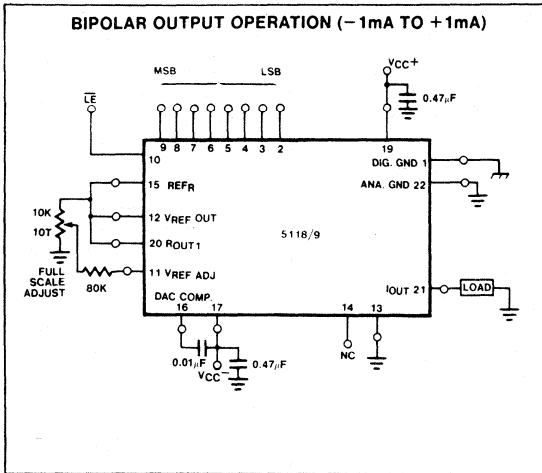 BIPOLAR OUTPUT OPERATION (−1mA TO +1mA)
VCC+
MSB LSB
LE
0.47µF
9 8 7 6 5 4 3 2
19
10
DIG. GND 1
15 REFR
ANA. GND 22
10K
10T
12 VREF OUT
20 ROUT1
5118/9
FULL
SCALE
ADJUST
80K
11 VREF ADJ
IOUT 21
LOAD
DAC COMP.
16 17
14 13
0.01µF
0.47µF
VCC−
NC